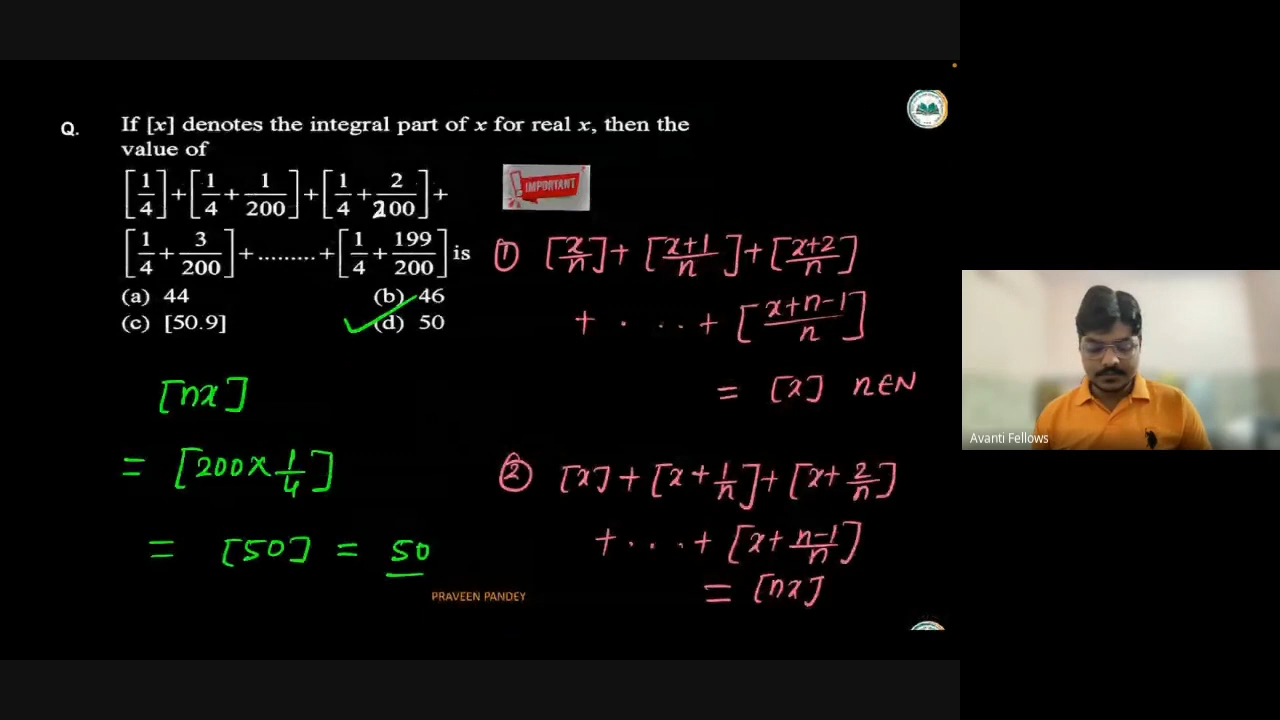 Q. If [x] denotes the integral part of x for real x, then the
value of
[1/4] + [1/4 + 1/200] + [1/4 + 2/200] +
[1/4 + 3/200] + ......... + [1/4 + 199/200] is
(a) 44 (b) 46
(c) [50.9] (d) 50
IMPORTANT
① [x/n] + [x+1/n] + [x+2/n]
+ . . . . + [x+n-1/n]
= [x] n∈N
② [x] + [x + 1/n] + [x + 2/n]
+ . . . . + [x + n-1/n]
= [nx]
[nx]
= [200 × 1/4]
= [50] = 50
PRAVEEN PANDEY
Avanti Fellows